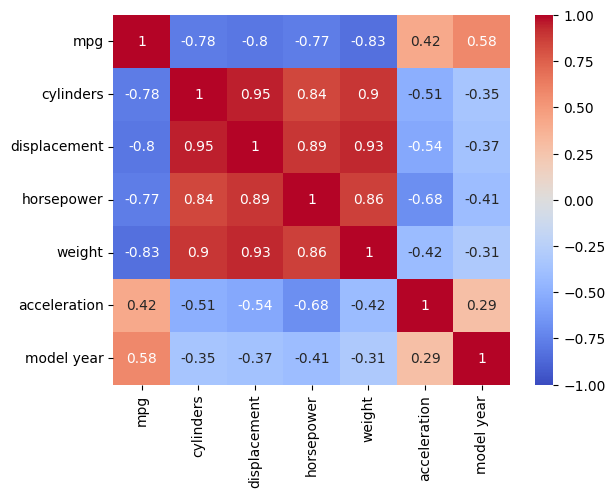 mpg 1 -0.78 -0.8 -0.77 -0.83 0.42 0.58
cylinders -0.78 1 0.95 0.84 0.9 -0.51 -0.35
displacement -0.8 0.95 1 0.89 0.93 -0.54 -0.37
horsepower -0.77 0.84 0.89 1 0.86 -0.68 -0.41
weight -0.83 0.9 0.93 0.86 1 -0.42 -0.31
acceleration 0.42 -0.51 -0.54 -0.68 -0.42 1 0.29
model year 0.58 -0.35 -0.37 -0.41 -0.31 0.29 1
mpg
cylinders
displacement
horsepower
weight
acceleration
model year
1.00
0.75
0.50
0.25
0.00
−0.25
−0.50
−0.75
−1.00